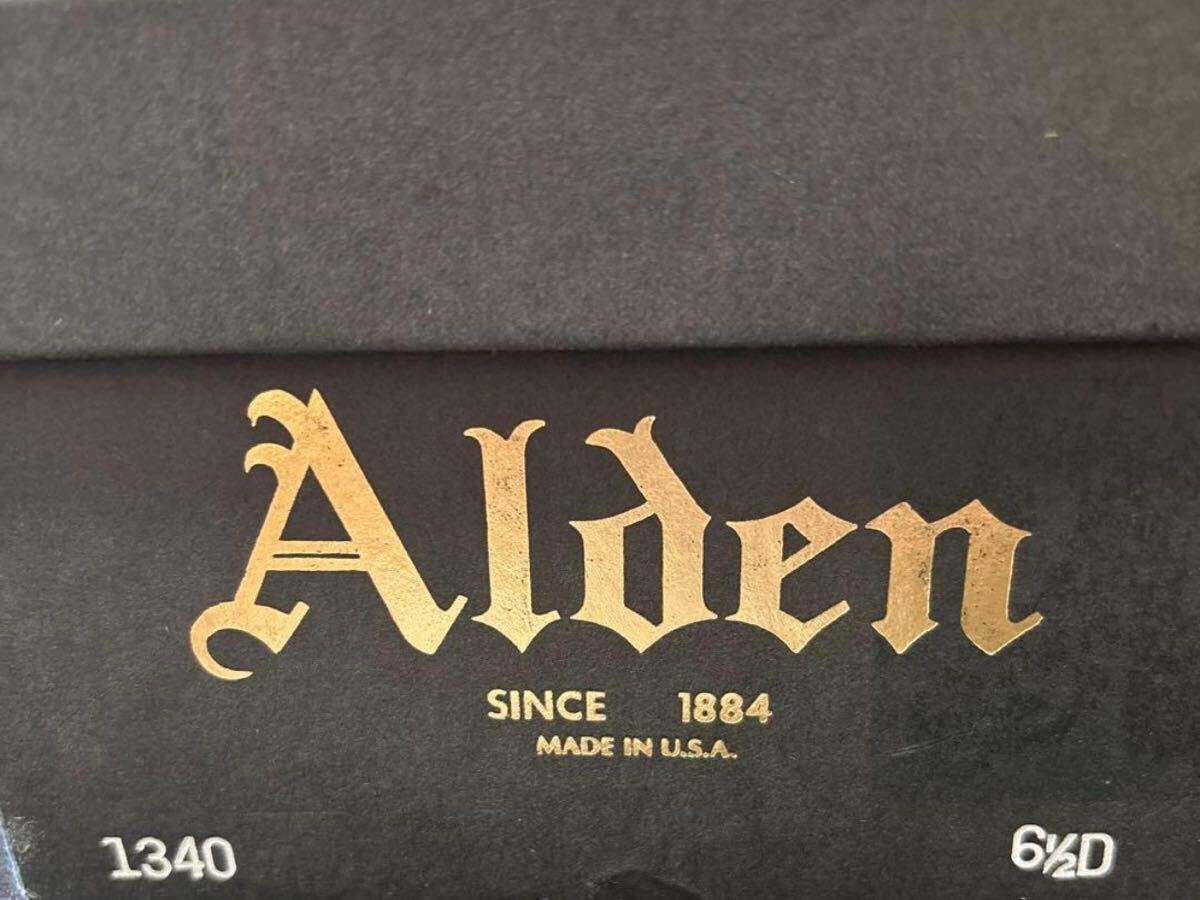 Alden
SINCE 1884
MADE IN U.S.A.
1340 6½D